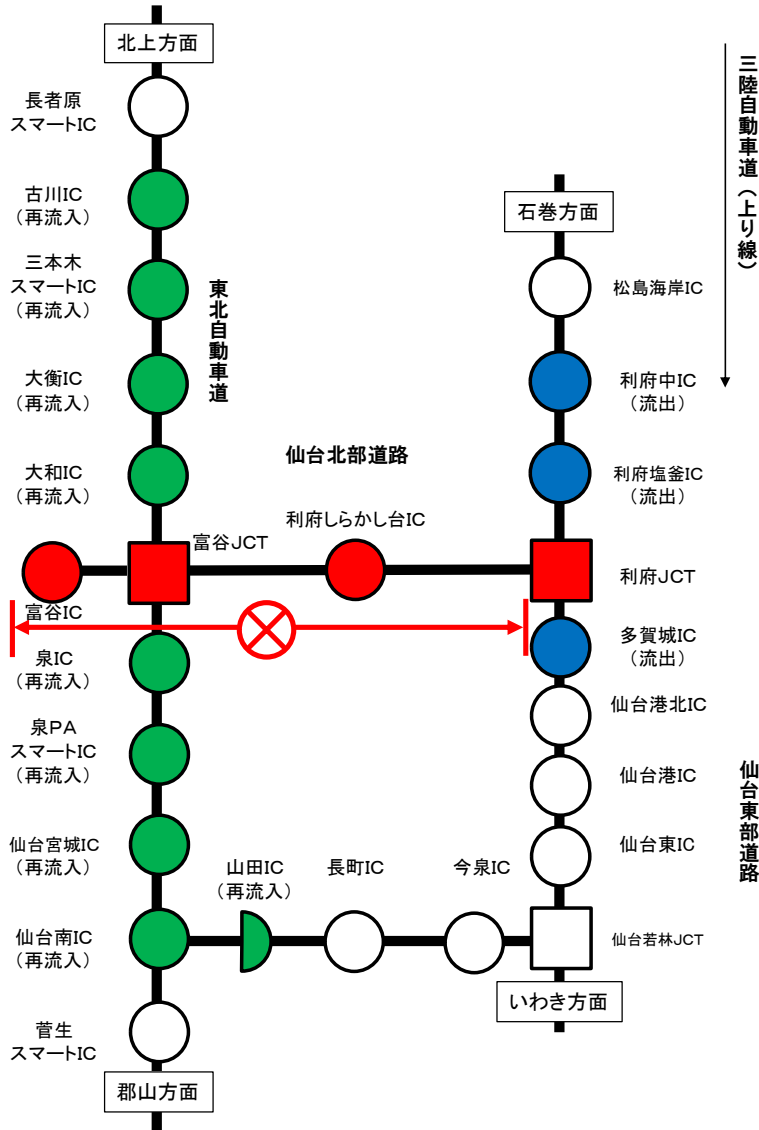 北上方面
長者原
スマートIC
古川IC
(再流入)
三本木
スマートIC
(再流入)
大衡IC
(再流入)
大和IC
(再流入)
東北自動車道
富谷JCT
富谷IC
泉IC
(再流入)
泉PA
スマートIC
(再流入)
仙台宮城IC
(再流入)
仙台南IC
(再流入)
菅生
スマートIC
郡山方面
仙台北部道路
利府しらかし台IC
山田IC
(再流入)
長町IC
今泉IC
石巻方面
松島海岸IC
利府中IC
(流出)
利府塩釜IC
(流出)
利府JCT
多賀城IC
(流出)
仙台港北IC
仙台港IC
仙台東IC
仙台若林JCT
いわき方面
三陸自動車道(上り線)
仙台東部道路